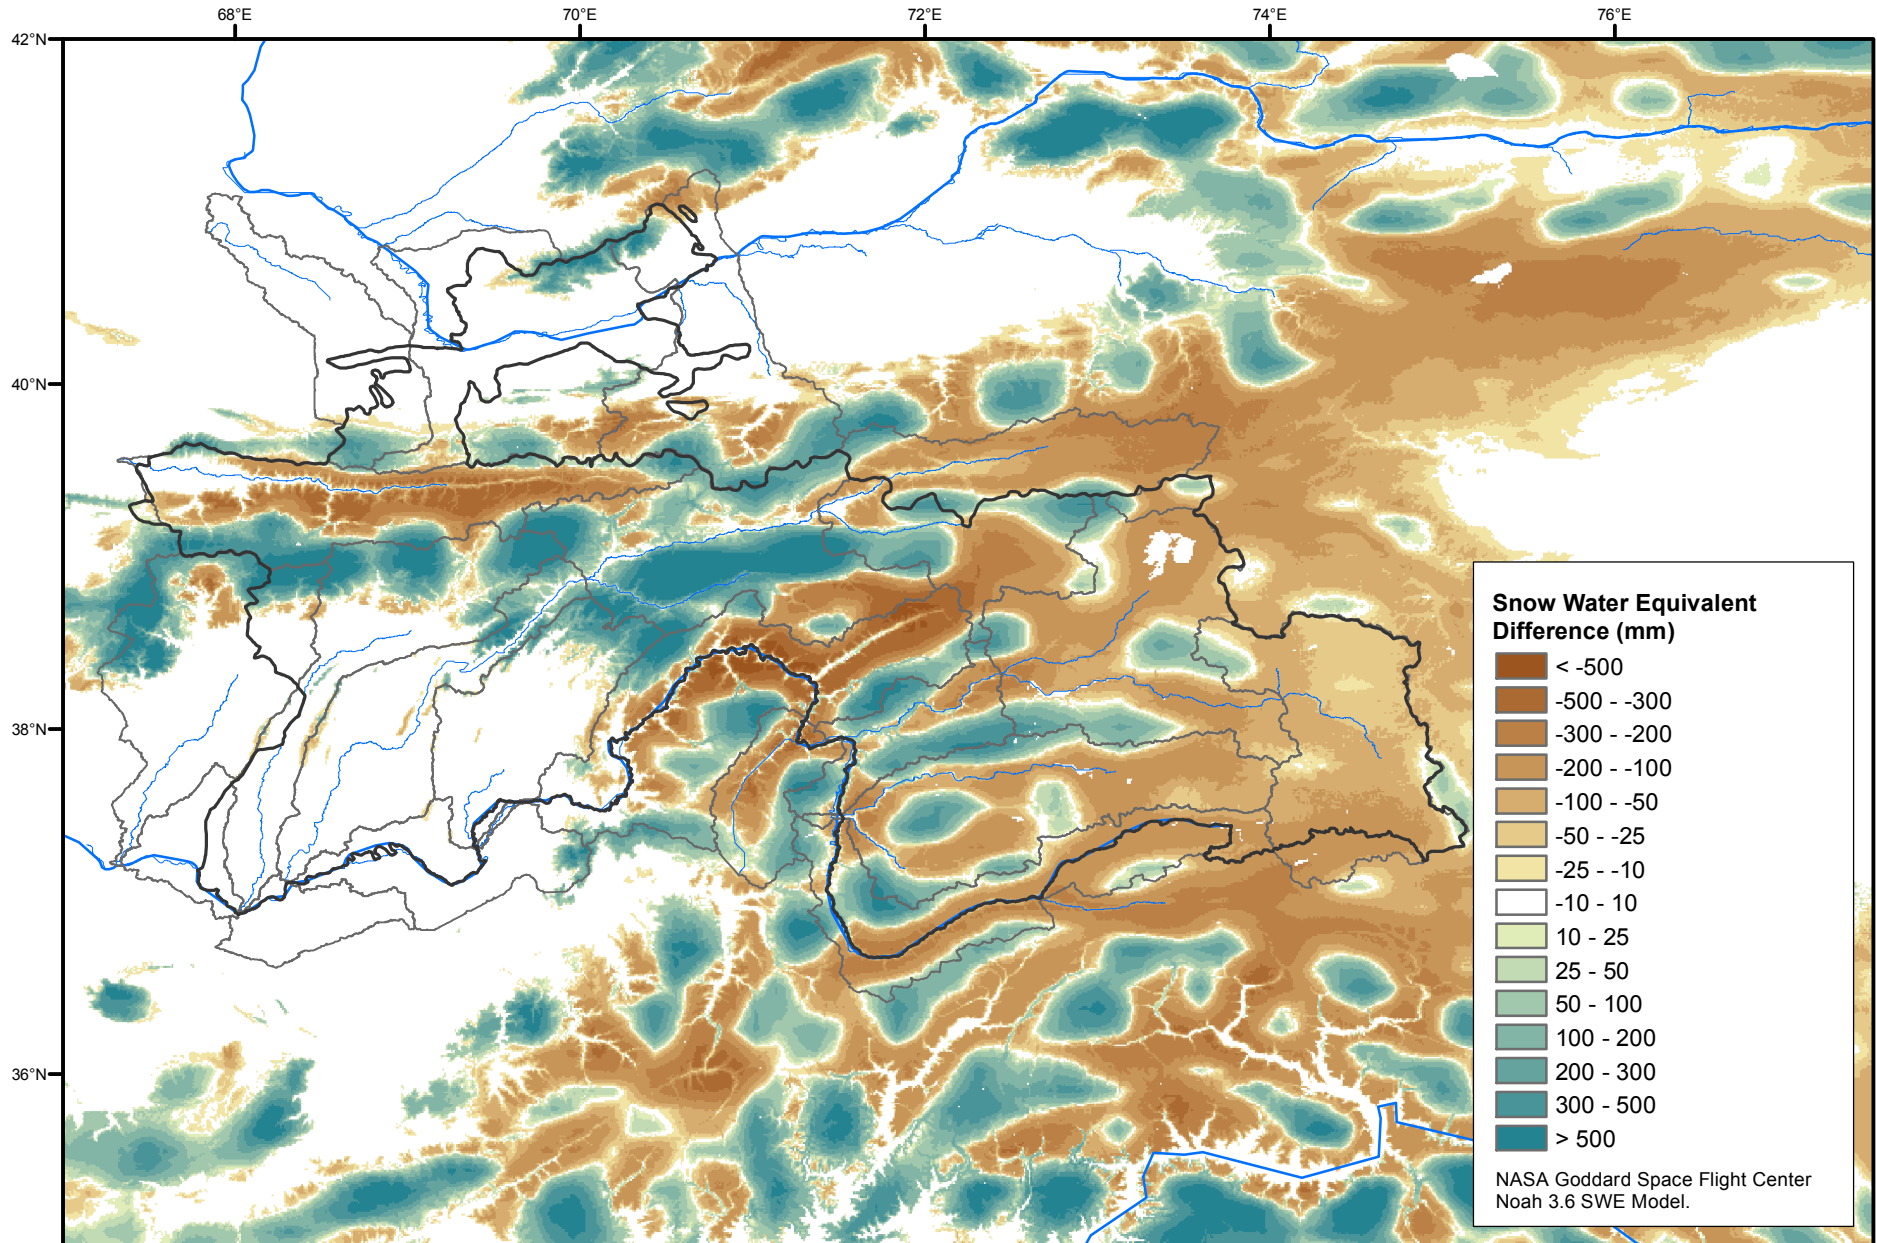 68°E
70°E
72°E
74°E
76°E
42°N
40°N
38°N
36°N
Snow Water Equivalent
Difference (mm)
< -500
-500 - -300
-300 - -200
-200 - -100
-100 - -50
-50 - -25
-25 - -10
-10 - 10
10 - 25
25 - 50
50 - 100
100 - 200
200 - 300
300 - 500
> 500
NASA Goddard Space Flight Center
Noah 3.6 SWE Model.